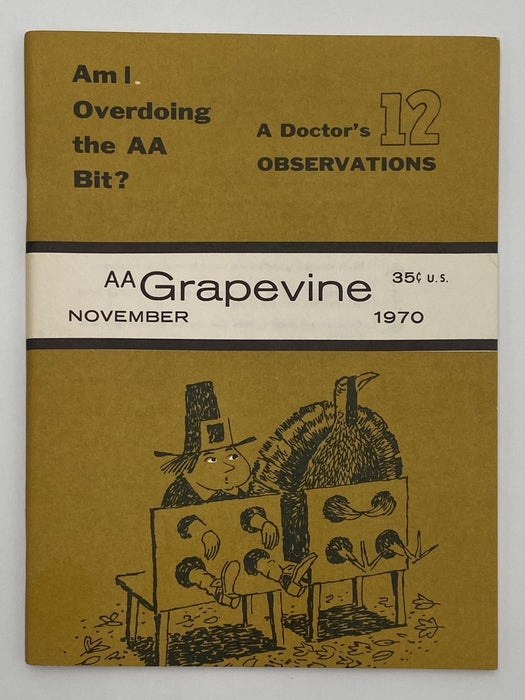 Am I
Overdoing
the AA
Bit?
A Doctor's 12
OBSERVATIONS
AA Grapevine 35¢ U.S.
NOVEMBER 1970